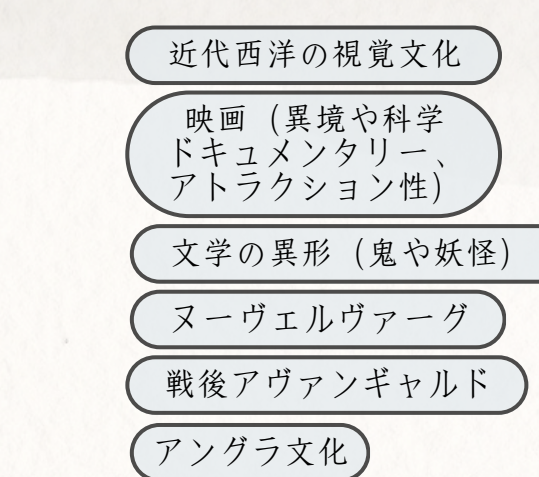 近代西洋の視覚文化
映画（異境や科学
ドキュメンタリー、
アトラクション性）
文学の異形（鬼や妖怪）
ヌーヴェルヴァーグ
戦後アヴァンギャルド
アングラ文化